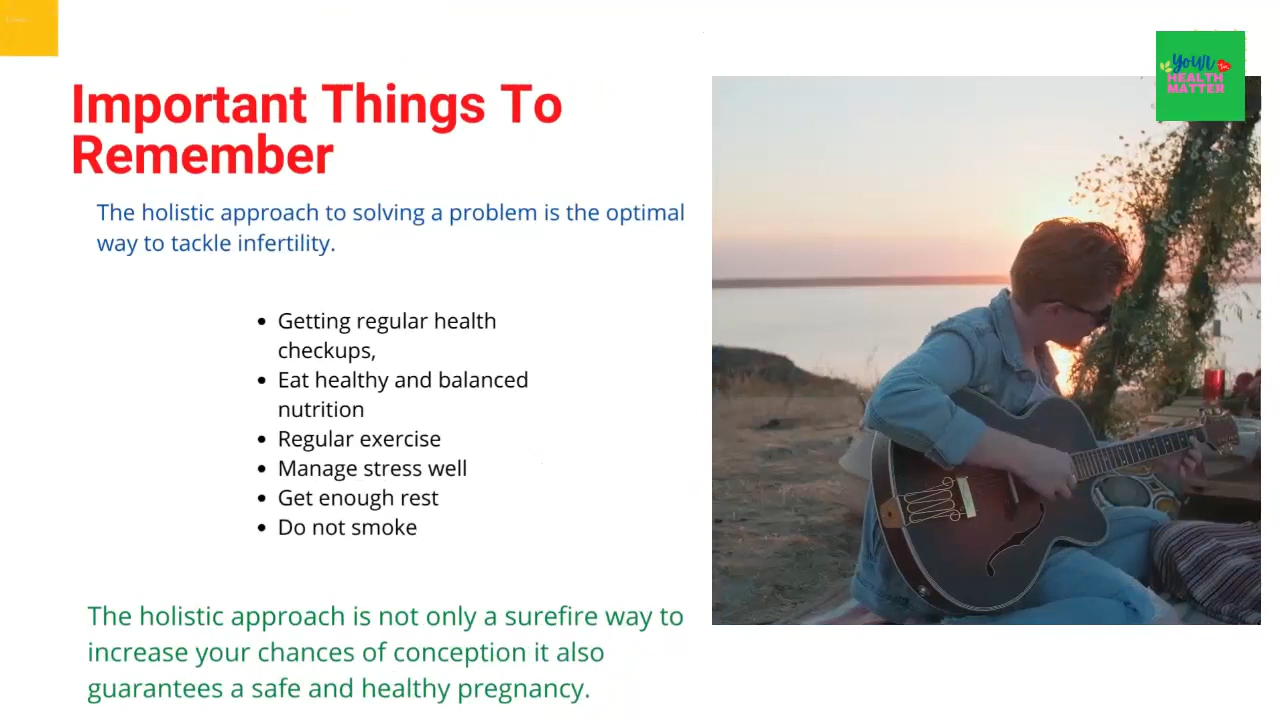 Important Things To
Remember
The holistic approach to solving a problem is the optimal
way to tackle infertility.
• Getting regular health
checkups,
• Eat healthy and balanced
nutrition
• Regular exercise
• Manage stress well
• Get enough rest
• Do not smoke
The holistic approach is not only a surefire way to
increase your chances of conception it also
guarantees a safe and healthy pregnancy.
Your
HEALTH
MATTER